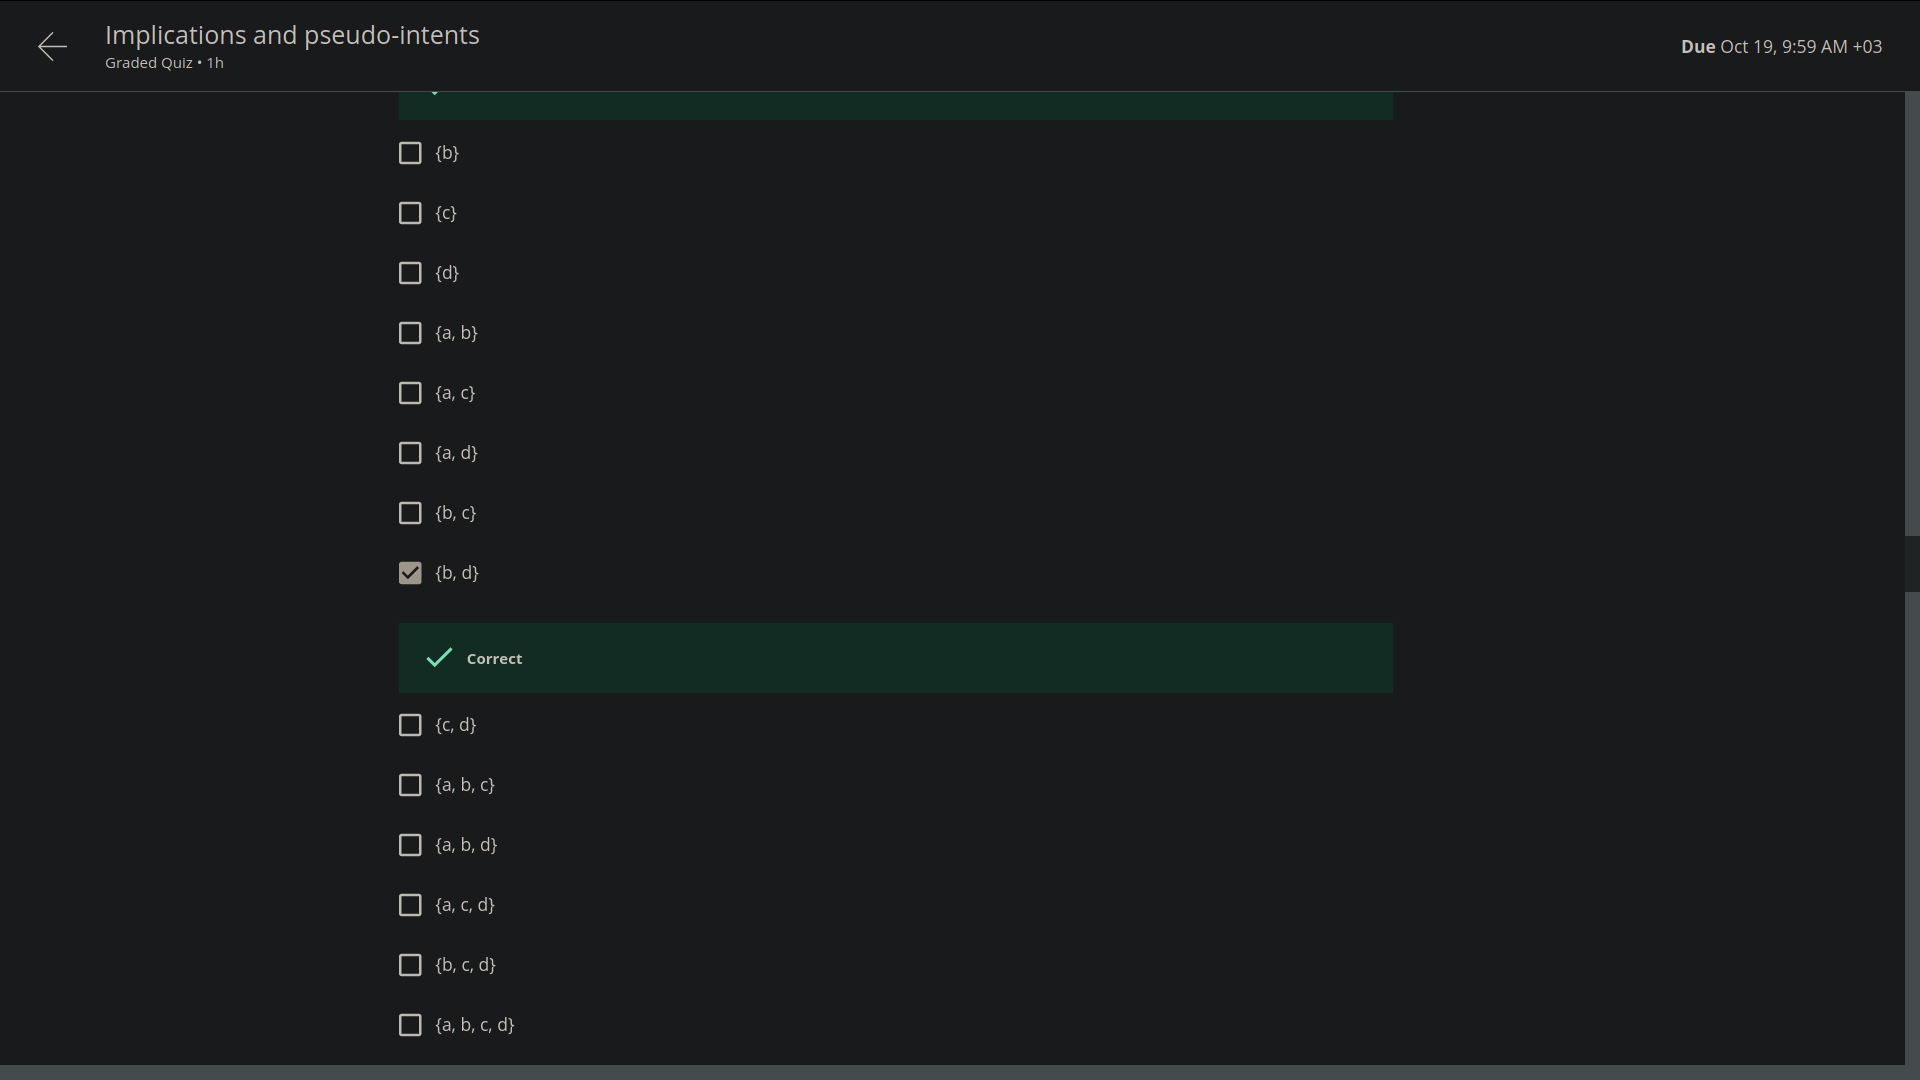 Implications and pseudo-intents
Graded Quiz • 1h
Due Oct 19, 9:59 AM +03
{b}
{c}
{d}
{a, b}
{a, c}
{a, d}
{b, c}
{b, d}
Correct
{c, d}
{a, b, c}
{a, b, d}
{a, c, d}
{b, c, d}
{a, b, c, d}